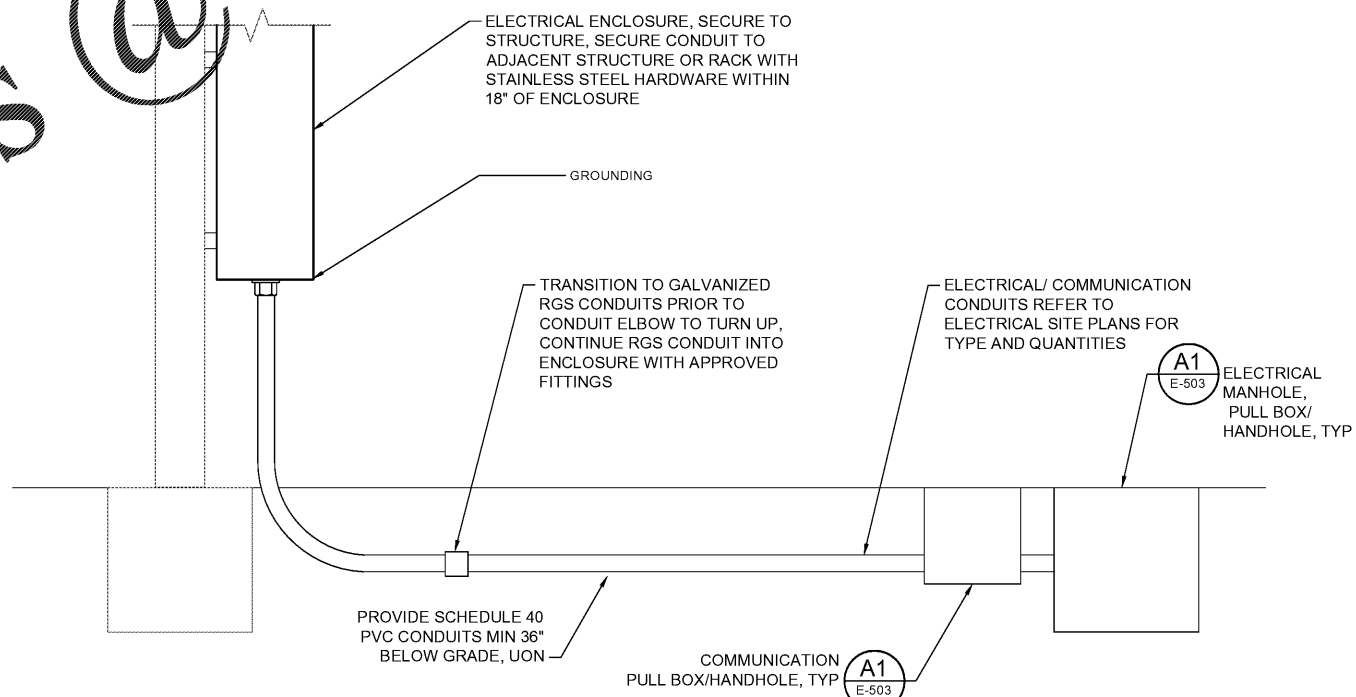 S @
ELECTRICAL ENCLOSURE, SECURE TO
STRUCTURE, SECURE CONDUIT TO
ADJACENT STRUCTURE OR RACK WITH
STAINLESS STEEL HARDWARE WITHIN
18" OF ENCLOSURE
GROUNDING
TRANSITION TO GALVANIZED
RGS CONDUITS PRIOR TO
CONDUIT ELBOW TO TURN UP,
CONTINUE RGS CONDUIT INTO
ENCLOSURE WITH APPROVED
FITTINGS
ELECTRICAL/ COMMUNICATION
CONDUITS REFER TO
ELECTRICAL SITE PLANS FOR
TYPE AND QUANTITIES
A1
E-503
ELECTRICAL
MANHOLE,
PULL BOX/
HANDHOLE, TYP
PROVIDE SCHEDULE 40
PVC CONDUITS MIN 36"
BELOW GRADE, UON
COMMUNICATION
PULL BOX/HANDHOLE, TYP
A1
E-503